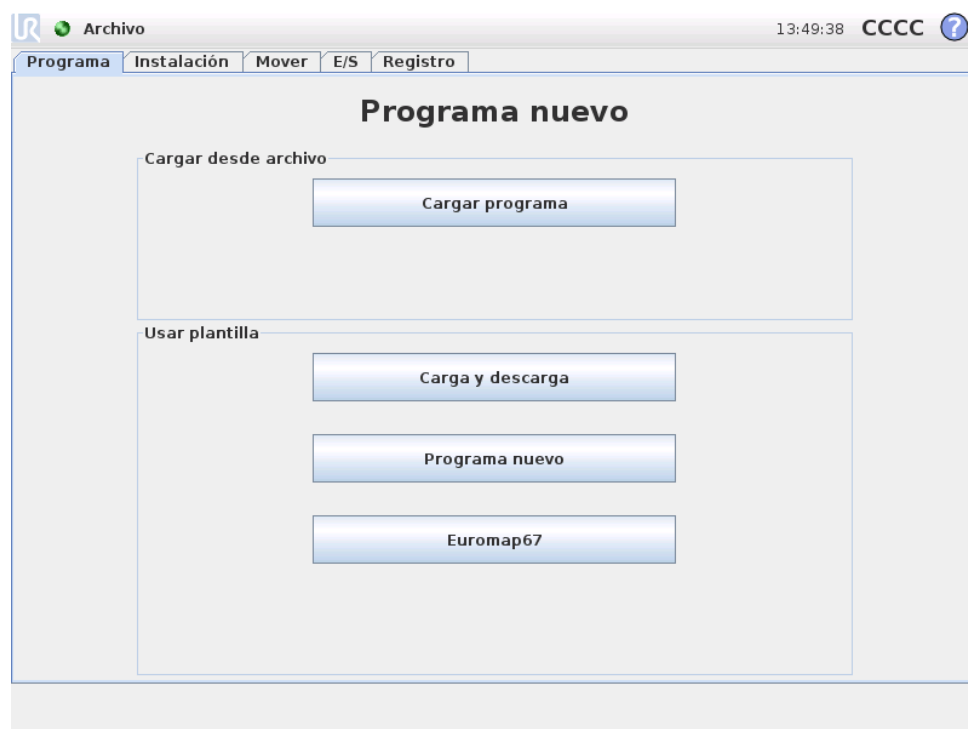 UR Archivo 13:49:38 CCCC ?
Programa Instalación Mover E/S Registro
Programa nuevo
Cargar desde archivo
Cargar programa
Usar plantilla
Carga y descarga
Programa nuevo
Euromap67